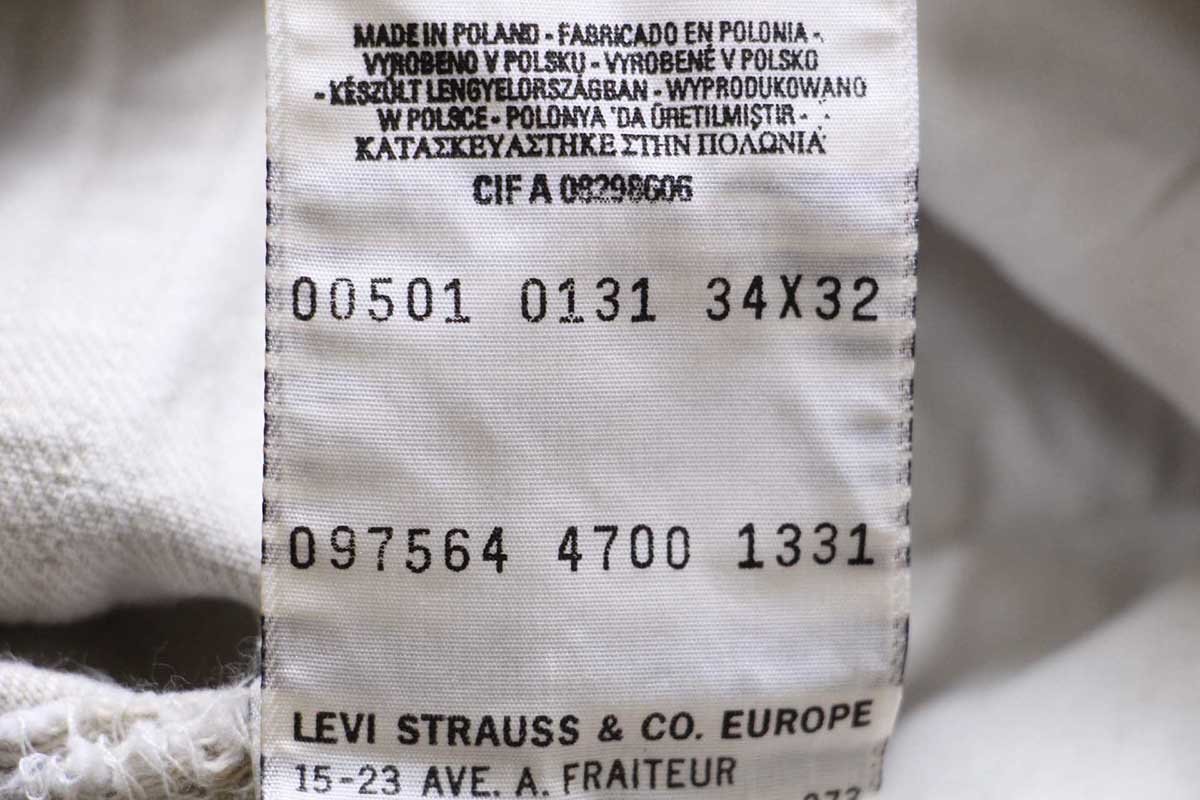 MADE IN POLAND - FABRICADO EN POLONIA -
VYROBENO V POLSKU - VYROBENÉ V POLSKO
- KÉSZÜLT LENGYELORSZÁGBAN - WYPRODUKOWANO
W POLSCE - POLONYA 'DA ÜRETILMIŞTIR -
ΚΑΤΑΣΚΕΥΑΣΤΗΚΕ ΣΤΗΝ ΠΟΛΩΝΙΑ
CIF A 08298606
00501 0131 34X32
097564 4700 1331
LEVI STRAUSS & CO. EUROPE
15-23 AVE. A. FRAITEUR